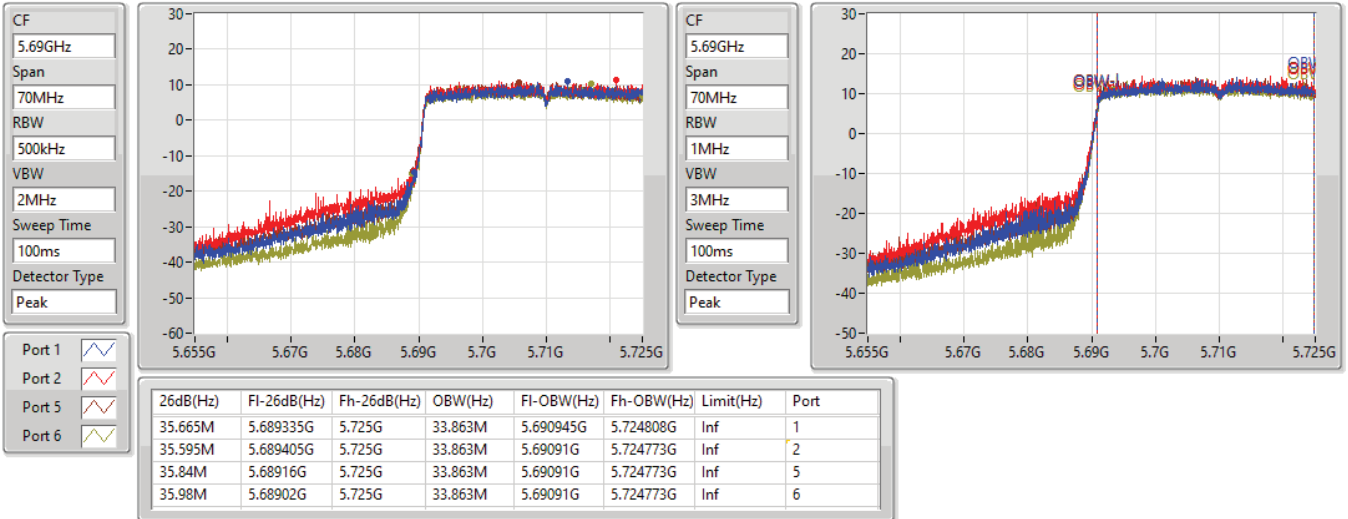 CF
5.69GHz
Span
70MHz
RBW
500kHz
VBW
2MHz
Sweep Time
100ms
Detector Type
Peak
30
20
10
0
-10
-20
-30
-40
-50
-60
5.655G 5.67G 5.68G 5.69G 5.7G 5.71G 5.725G
CF
5.69GHz
Span
70MHz
RBW
1MHz
VBW
3MHz
Sweep Time
100ms
Detector Type
Peak
30
20
10
0
-10
-20
-30
-40
-50
5.655G 5.67G 5.68G 5.69G 5.7G 5.71G 5.725G
Port 1
Port 2
Port 5
Port 6
26dB(Hz) Fl-26dB(Hz) Fh-26dB(Hz) OBW(Hz) Fl-OBW(Hz) Fh-OBW(Hz) Limit(Hz) Port
35.665M 5.689335G 5.725G 33.863M 5.690945G 5.724808G Inf 1
35.595M 5.689405G 5.725G 33.863M 5.69091G 5.724773G Inf 2
35.84M 5.68916G 5.725G 33.863M 5.69091G 5.724773G Inf 5
35.98M 5.68902G 5.725G 33.863M 5.69091G 5.724773G Inf 6